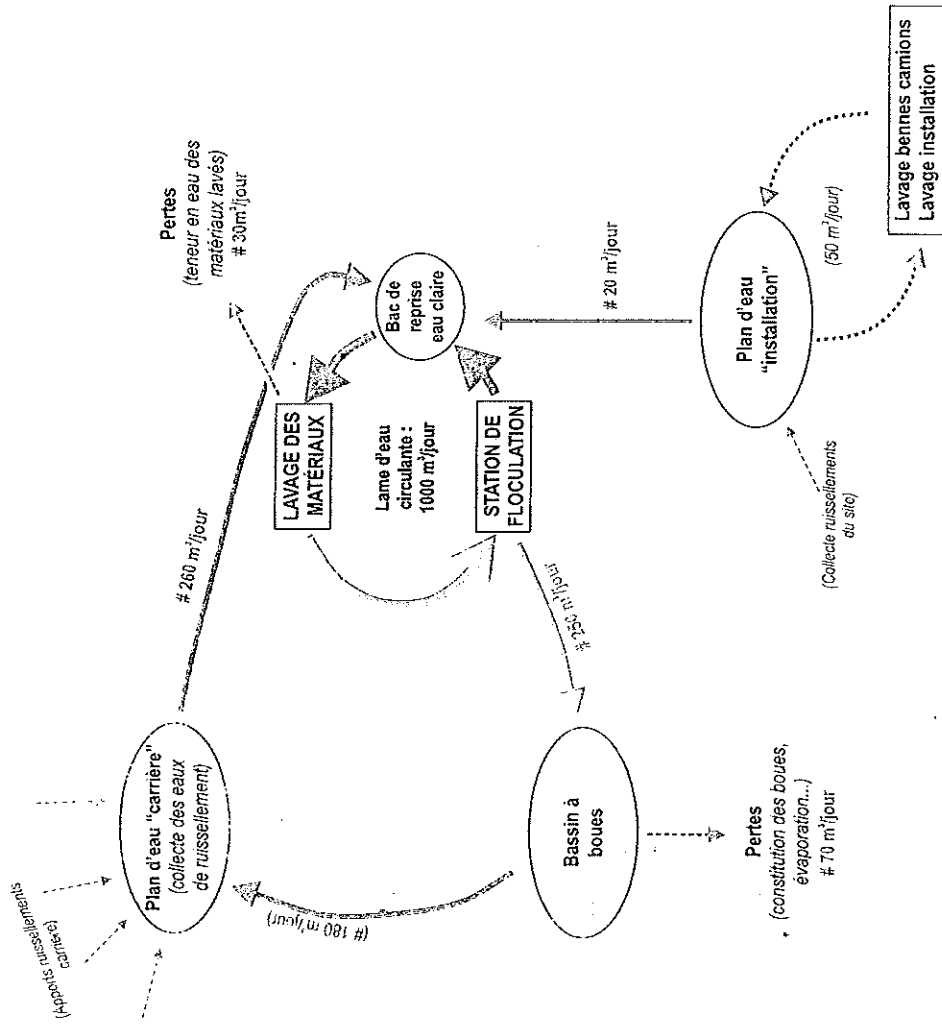 (Apports ruissellements
carrière)
Plan d'eau "carrière"
(collecte des eaux
de ruissellement)
# 260 m³/jour
Pertes
(teneur en eau des
matériaux lavés)
# 30m³/jour
LAVAGE DES
MATÉRIAUX
Bac de
reprise
eau claire
Lame d'eau
circulante :
1000 m³/jour
STATION DE
FLOCULATION
(# 180 m³/jour)
# 250 m³/jour
Bassin à
boues
Pertes
(constitution des boues,
évaporation...)
# 70 m³/jour
# 20 m³/jour
Plan d'eau
"installation"
(50 m³/jour)
(Collecte ruissellements
du site)
Lavage bennes camions
Lavage installation